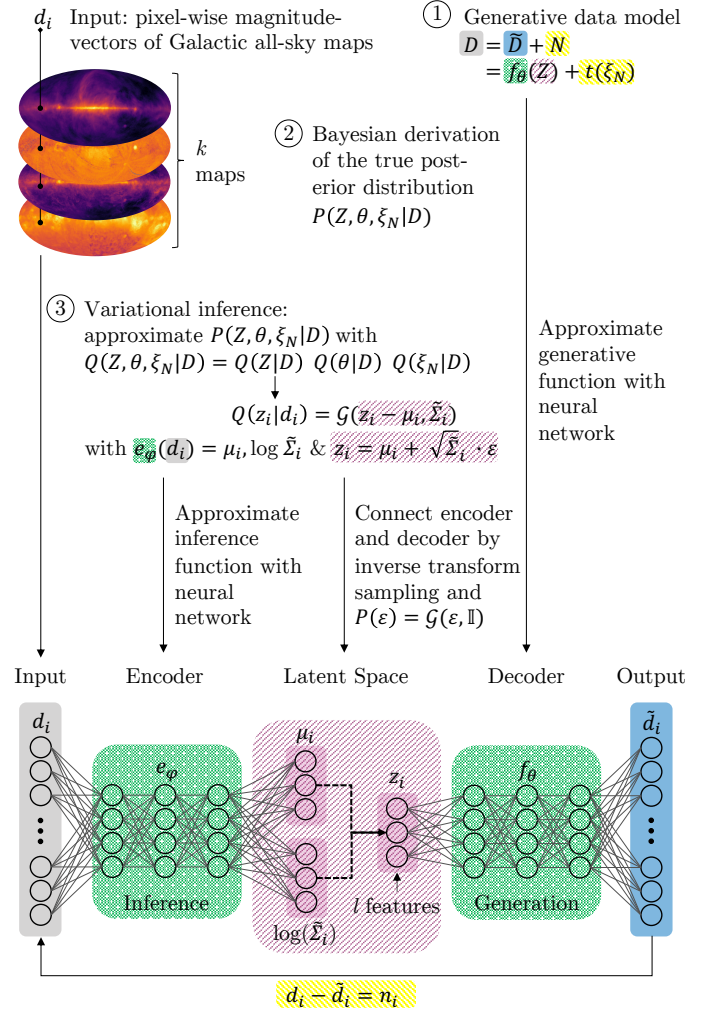 d_i Input: pixel-wise magnitude-
vectors of Galactic all-sky maps
k
maps
① Generative data model
D = D̃ + N
= f_θ(Z) + t(ξ_N)
② Bayesian derivation
of the true post-
erior distribution
P(Z, θ, ξ_N|D)
③ Variational inference:
approximate P(Z, θ, ξ_N|D) with
Q(Z, θ, ξ_N|D) = Q(Z|D) Q(θ|D) Q(ξ_N|D)
Q(z_i|d_i) = 𝒢(z_i − μ_i, Σ̃_i)
with e_φ(d_i) = μ_i, log Σ̃_i & z_i = μ_i + √Σ̃_i · ε
Approximate
generative
function with
neural
network
Approximate
inference
function with
neural
network
Connect encoder
and decoder by
inverse transform
sampling and
P(ε) = 𝒢(ε, 𝕀)
Input Encoder Latent Space Decoder Output
d_i
e_φ
Inference
μ_i
log(Σ̃_i)
z_i
l features
f_θ
Generation
d̃_i
d_i − d̃_i = n_i